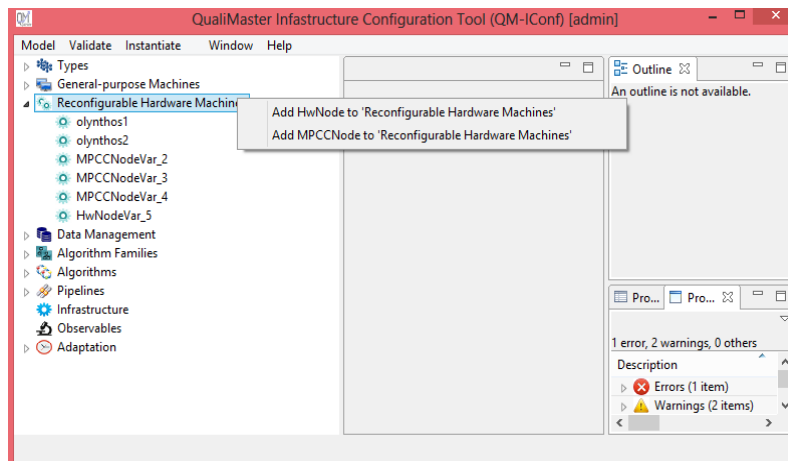 QM
QualiMaster Infastructure Configuration Tool (QM-IConf) [admin]
Model Validate Instantiate Window Help
Types
General-purpose Machines
Reconfigurable Hardware Machin
olynthos1
olynthos2
MPCCNodeVar_2
MPCCNodeVar_3
MPCCNodeVar_4
HwNodeVar_5
Data Management
Algorithm Families
Algorithms
Pipelines
Infrastructure
Observables
Adaptation
Add HwNode to 'Reconfigurable Hardware Machines'
Add MPCCNode to 'Reconfigurable Hardware Machines'
Outline
An outline is not available.
Pro... Pro...
1 error, 2 warnings, 0 others
Description
Errors (1 item)
Warnings (2 items)